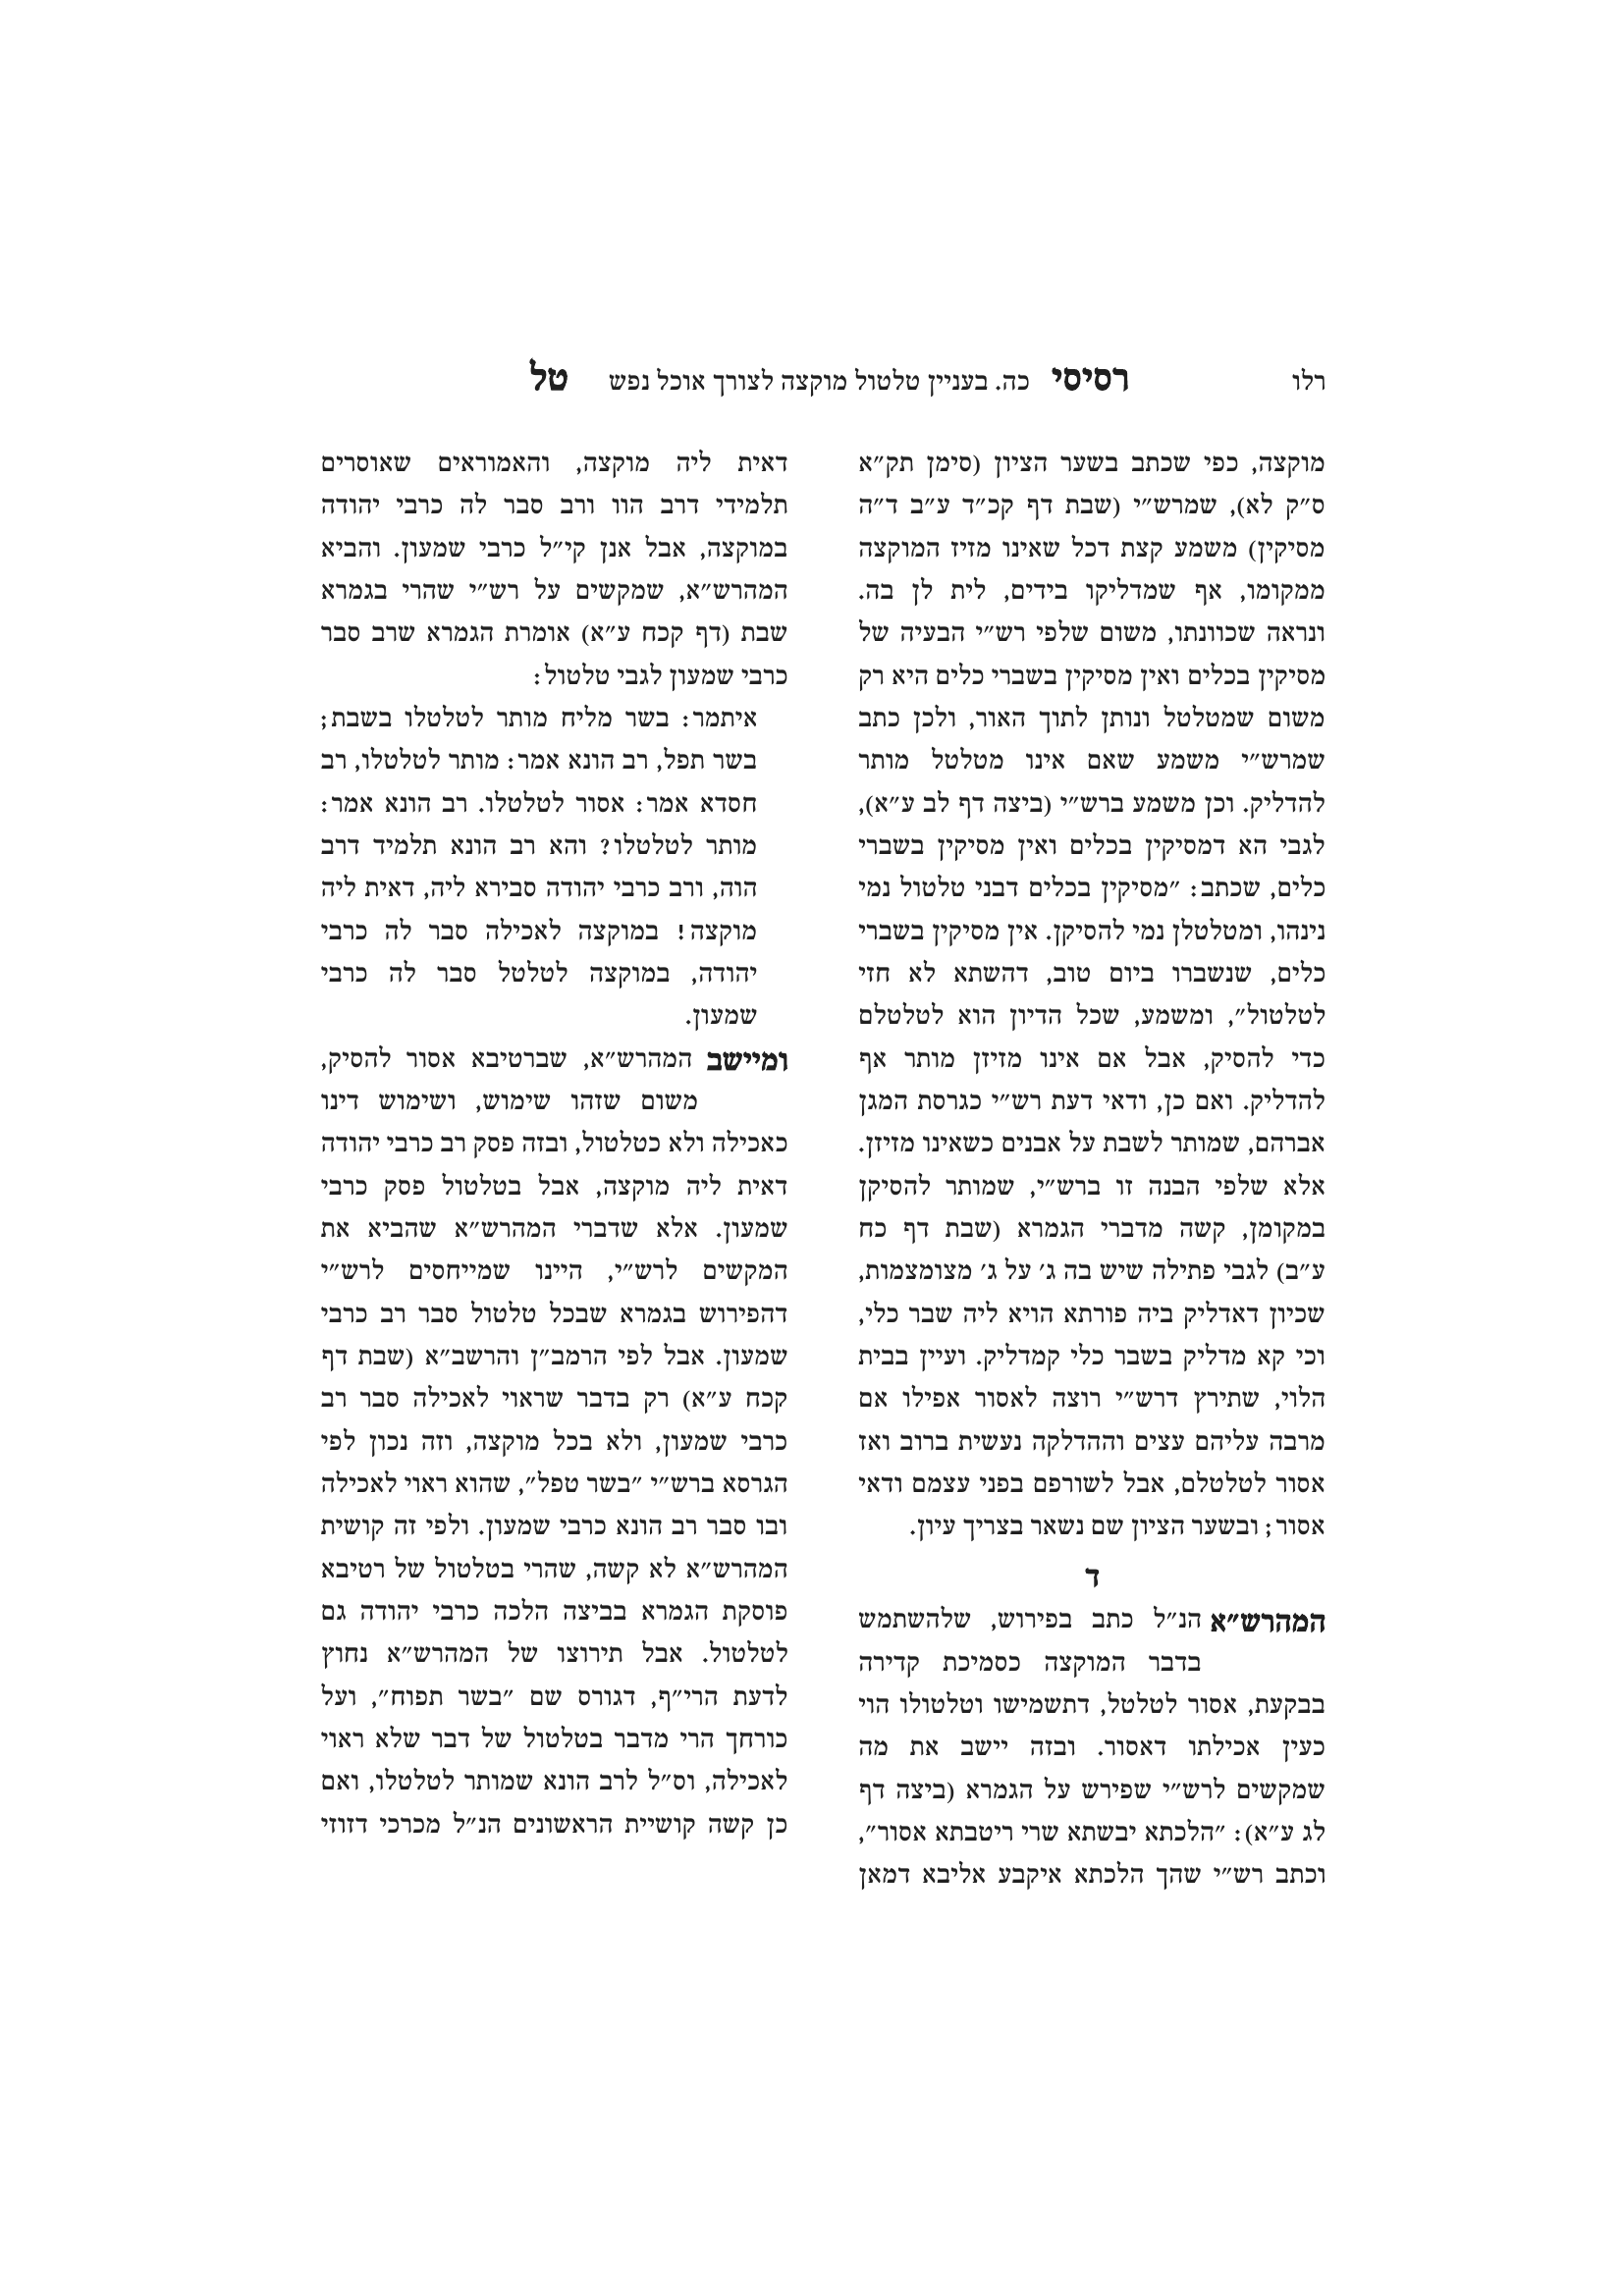 רלו רסיסי כה. בעניין טלטול מוקצה לצורך אוכל נפש טל
מוקצה, כפי שכתב בשער הציון (סימן תק״א
ס״ק לא), שמרש״י (שבת דף קכ״ד ע״ב ד״ה
מסיקין) משמע קצת דכל שאינו מזיז המוקצה
ממקומו, אף שמדליקו בידים, לית לן בה.
ונראה שכוונתו, משום שלפי רש״י הבעיה של
מסיקין בכלים ואין מסיקין בשברי כלים היא רק
משום שמטלטל ונותן לתוך האור, ולכן כתב
שמרש״י משמע שאם אינו מטלטל מותר
להדליק. וכן משמע ברש״י (ביצה דף לב ע״א),
לגבי הא דמסיקין בכלים ואין מסיקין בשברי
כלים, שכתב: ״מסיקין בכלים דבני טלטול נמי
נינהו, ומטלטלן נמי להסיקן. אין מסיקין בשברי
כלים, שנשברו ביום טוב, דהשתא לא חזי
לטלטול״, ומשמע, שכל הדיון הוא לטלטלם
כדי להסיק, אבל אם אינו מזיזן מותר אף
להדליק. ואם כן, ודאי דעת רש״י כגרסת המגן
אברהם, שמותר לשבת על אבנים כשאינו מזיזן.
אלא שלפי הבנה זו ברש״י, שמותר להסיקן
במקומן, קשה מדברי הגמרא (שבת דף כח
ע״ב) לגבי פתילה שיש בה ג׳ על ג׳ מצומצמות,
שכיון דאדליק ביה פורתא הויא ליה שבר כלי,
וכי קא מדליק בשבר כלי קמדליק. ועיין בבית
הלוי, שתירץ דרש״י רוצה לאסור אפילו אם
מרבה עליהם עצים וההדלקה נעשית ברוב ואז
אסור לטלטלם, אבל לשורפם בפני עצמם ודאי
אסור; ובשער הציון שם נשאר בצריך עיון.
ד
המהרש״א הנ״ל כתב בפירוש, שלהשתמש
בדבר המוקצה כסמיכת קדירה
בבקעת, אסור לטלטל, דתשמישו וטלטולו הוי
כעין אכילתו דאסור. ובזה יישב את מה
שמקשים לרש״י שפירש על הגמרא (ביצה דף
לג ע״א): ״הלכתא יבשתא שרי ריטבתא אסור״,
וכתב רש״י שהך הלכתא איקבע אליבא דמאן
דאית ליה מוקצה, והאמוראים שאוסרים
תלמידי דרב הוו ורב סבר לה כרבי יהודה
במוקצה, אבל אנן קי״ל כרבי שמעון. והביא
המהרש״א, שמקשים על רש״י שהרי בגמרא
שבת (דף קכח ע״א) אומרת הגמרא שרב סבר
כרבי שמעון לגבי טלטול:
איתמר: בשר מליח מותר לטלטלו בשבת;
בשר תפל, רב הונא אמר: מותר לטלטלו, רב
חסדא אמר: אסור לטלטלו. רב הונא אמר:
מותר לטלטלו? והא רב הונא תלמיד דרב
הוה, ורב כרבי יהודה סבירא ליה, דאית ליה
מוקצה! במוקצה לאכילה סבר לה כרבי
יהודה, במוקצה לטלטל סבר לה כרבי
שמעון.
ומיישב המהרש״א, שברטיבא אסור להסיק,
משום שזהו שימוש, ושימוש דינו
כאכילה ולא כטלטול, ובזה פסק רב כרבי יהודה
דאית ליה מוקצה, אבל בטלטול פסק כרבי
שמעון. אלא שדברי המהרש״א שהביא את
המקשים לרש״י, היינו שמייחסים לרש״י
דהפירוש בגמרא שבכל טלטול סבר רב כרבי
שמעון. אבל לפי הרמב״ן והרשב״א (שבת דף
קכח ע״א) רק בדבר שראוי לאכילה סבר רב
כרבי שמעון, ולא בכל מוקצה, וזה נכון לפי
הגרסא ברש״י ״בשר טפל״, שהוא ראוי לאכילה
ובו סבר רב הונא כרבי שמעון. ולפי זה קושית
המהרש״א לא קשה, שהרי בטלטול של רטיבא
פוסקת הגמרא בביצה הלכה כרבי יהודה גם
לטלטול. אבל תירוצו של המהרש״א נחוץ
לדעת הרי״ף, דגורס שם ״בשר תפוח״, ועל
כורחך הרי מדבר בטלטול של דבר שלא ראוי
לאכילה, וס״ל לרב הונא שמותר לטלטלו, ואם
כן קשה קושיית הראשונים הנ״ל מכרכי דזוזי